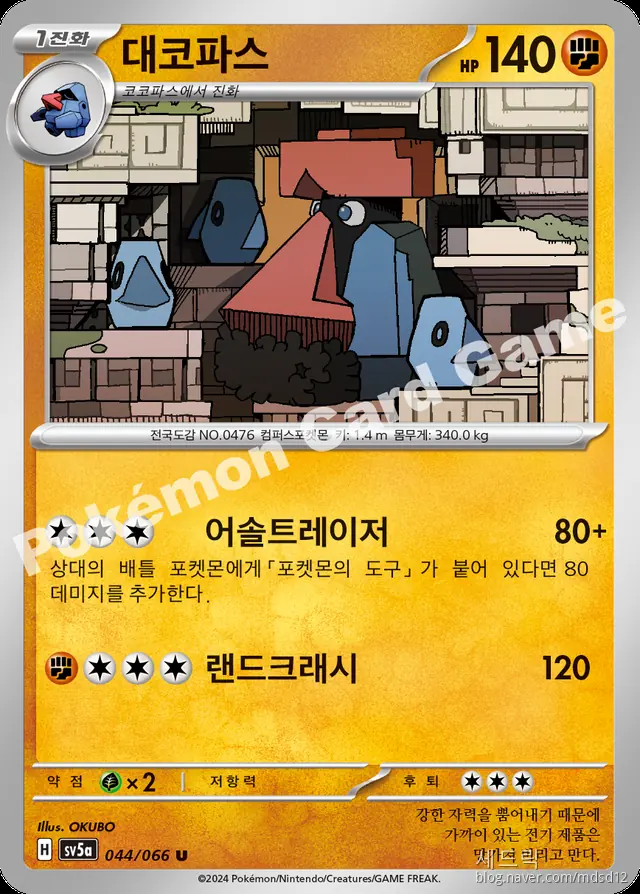 1진화
대코파스
HP 140
코코파스에서 진화
전국도감 NO.0476 컴퍼스포켓몬 키: 1.4 m 몸무게: 340.0 kg
Pokémon Card Game
어솔트레이저 80+
상대의 배틀 포켓몬에게「포켓몬의 도구」가 붙어 있다면 80
데미지를 추가한다.
랜드크래시 120
약점 ×2 저항력 후퇴
강한 자력을 뿜어내기 때문에
가까이 있는 전기 제품은
고 만다.
Illus. OKUBO
H sv5a 044/066 U
세드릭
blog.naver.com/mdsd12
©2024 Pokémon/Nintendo/Creatures/GAME FREAK.